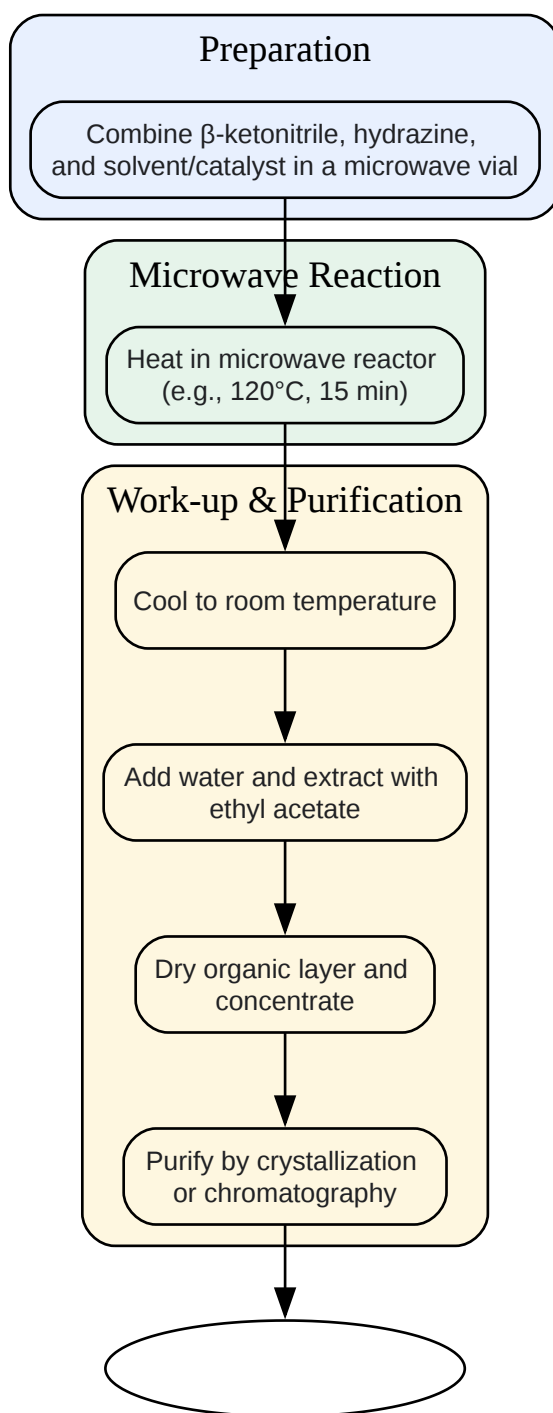 Preparation
Combine β-ketonitrile, hydrazine,
and solvent/catalyst in a microwave vial
Microwave Reaction
Heat in microwave reactor
(e.g., 120°C, 15 min)
Work-up & Purification
Cool to room temperature
Add water and extract with
ethyl acetate
Dry organic layer and
concentrate
Purify by crystallization
or chromatography